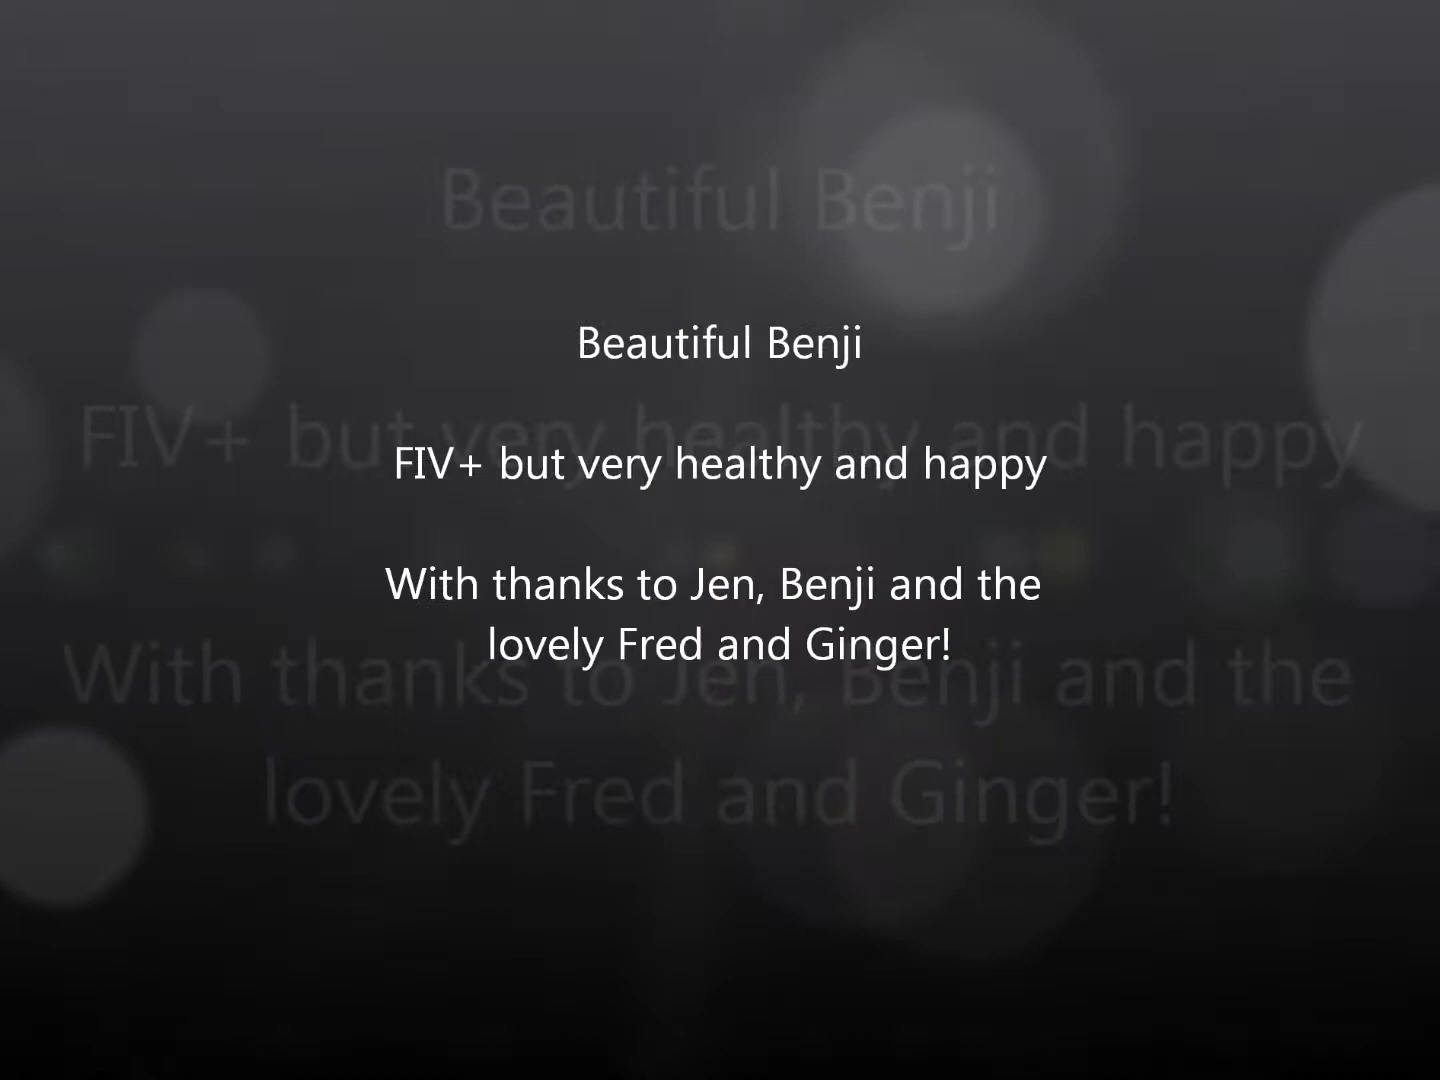 Beautiful Benji
FIV+ but very healthy and happy
With thanks to Jen, Benji and the
lovely Fred and Ginger!